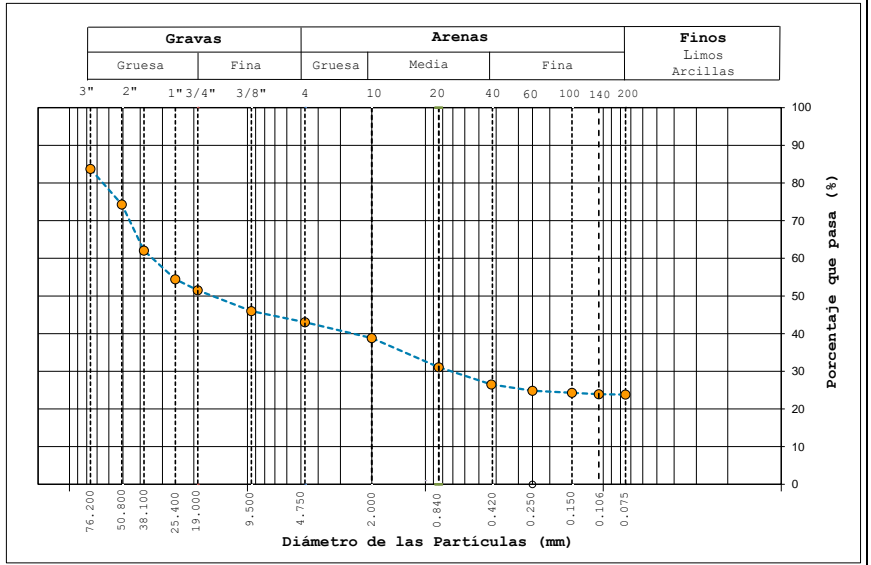 Gravas Arenas Finos
Gruesa Fina Gruesa Media Fina Limos
Arcillas
3" 2" 1" 3/4" 3/8" 4 10 20 40 60 100 140 200
100
90
80
70
60
50
40
30
20
10
0
Porcentaje que pasa (%)
76.200 50.800 38.100 25.400 19.000 9.500 4.750 2.000 0.840 0.420 0.250 0.150 0.106 0.075
Diámetro de las Partículas (mm)